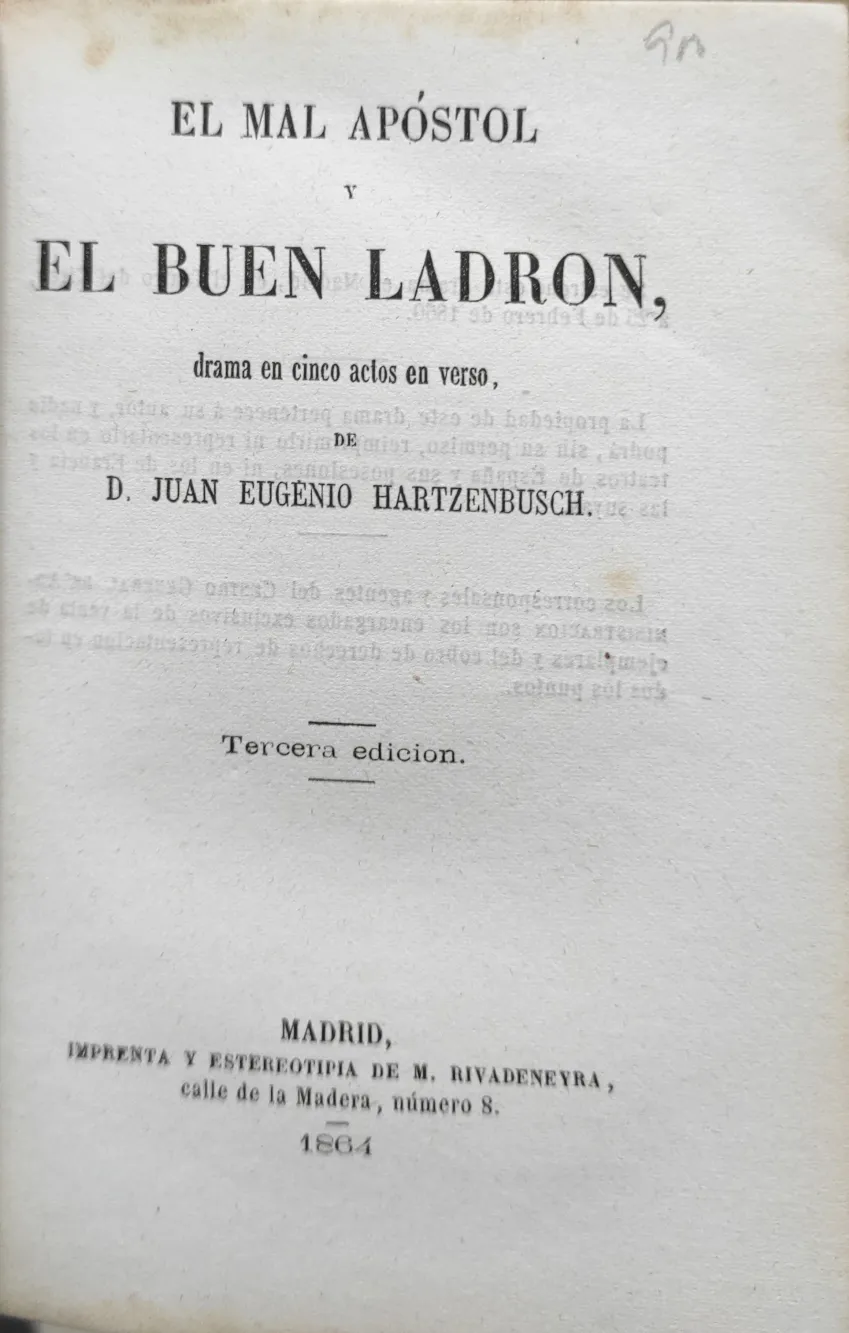 EL MAL APÓSTOL
Y
EL BUEN LADRON,
drama en cinco actos en verso,
DE
D. JUAN EUGENIO HARTZENBUSCH.
Tercera edicion.
MADRID,
IMPRENTA Y ESTEREOTIPIA DE M. RIVADENEYRA,
calle de la Madera, número 8.
1864